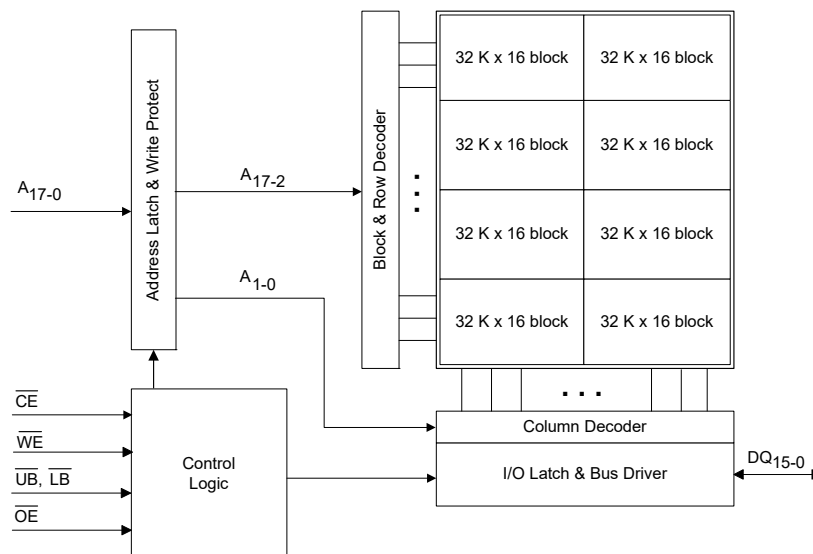 32 K x 16 block 32 K x 16 block
32 K x 16 block 32 K x 16 block
32 K x 16 block 32 K x 16 block
32 K x 16 block 32 K x 16 block
Address Latch & Write Protect
Block & Row Decoder
A17-0
A17-2
A1-0
. . .
. . .
CE
WE
UB, LB
OE
Control
Logic
Column Decoder
I/O Latch & Bus Driver
DQ15-0